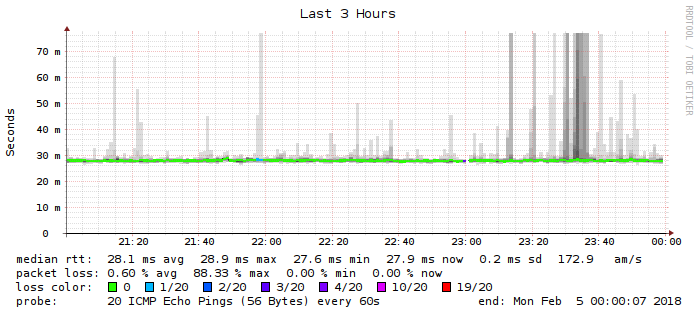 Last 3 Hours
RRDTOOL / TOBI OETIKER
Seconds
70 m
60 m
50 m
40 m
30 m
20 m
10 m
0
21:20 21:40 22:00 22:20 22:40 23:00 23:20 23:40 00:00
median rtt: 28.1 ms avg 28.9 ms max 27.6 ms min 27.9 ms now 0.2 ms sd 172.9 am/s
packet loss: 0.60 % avg 88.33 % max 0.00 % min 0.00 % now
loss color: 0 1/20 2/20 3/20 4/20 10/20 19/20
probe: 20 ICMP Echo Pings (56 Bytes) every 60s end: Mon Feb 5 00:00:07 2018